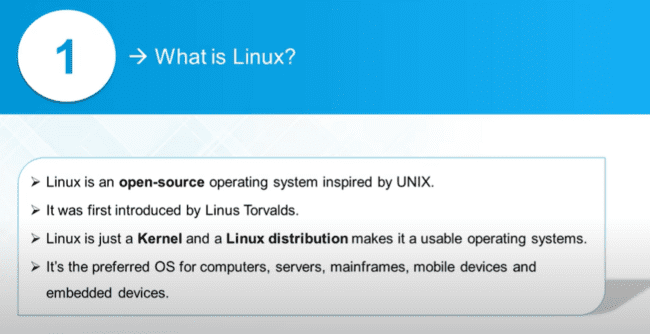 1
→ What is Linux?
➤ Linux is an open-source operating system inspired by UNIX.
➤ It was first introduced by Linus Torvalds.
➤ Linux is just a Kernel and a Linux distribution makes it a usable operating systems.
➤ It's the preferred OS for computers, servers, mainframes, mobile devices and
embedded devices.